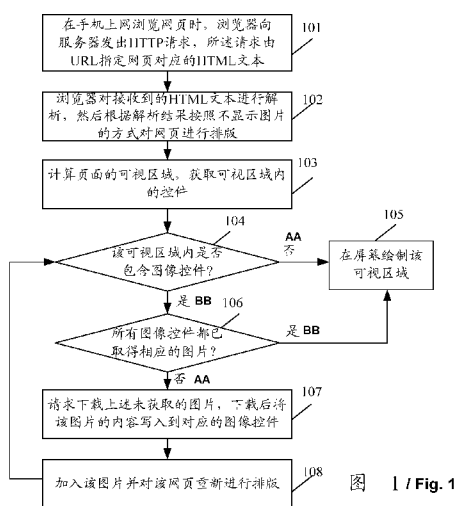 在手机上网浏览网页时，浏览器向
服务器发出HTTP请求，所述请求由
URL指定网页对应的HTML文本
101
浏览器对接收到的HTML文本进行解
析，然后根据解析结果按照不显示图片
的方式对网页进行排版
102
计算页面的可视区域，获取可视区域内
的控件
103
该可视区域内是否
包含图像控件？
104
AA
否
在屏幕绘制该
可视区域
105
是 BB
所有图像控件都已
取得相应的图片？
106
是 BB
否 AA
请求下载上述未获取的图片，下载后将
该图片的内容写入到对应的图像控件
107
加入该图片并对该网页重新进行排版
108
图 1 / Fig. 1